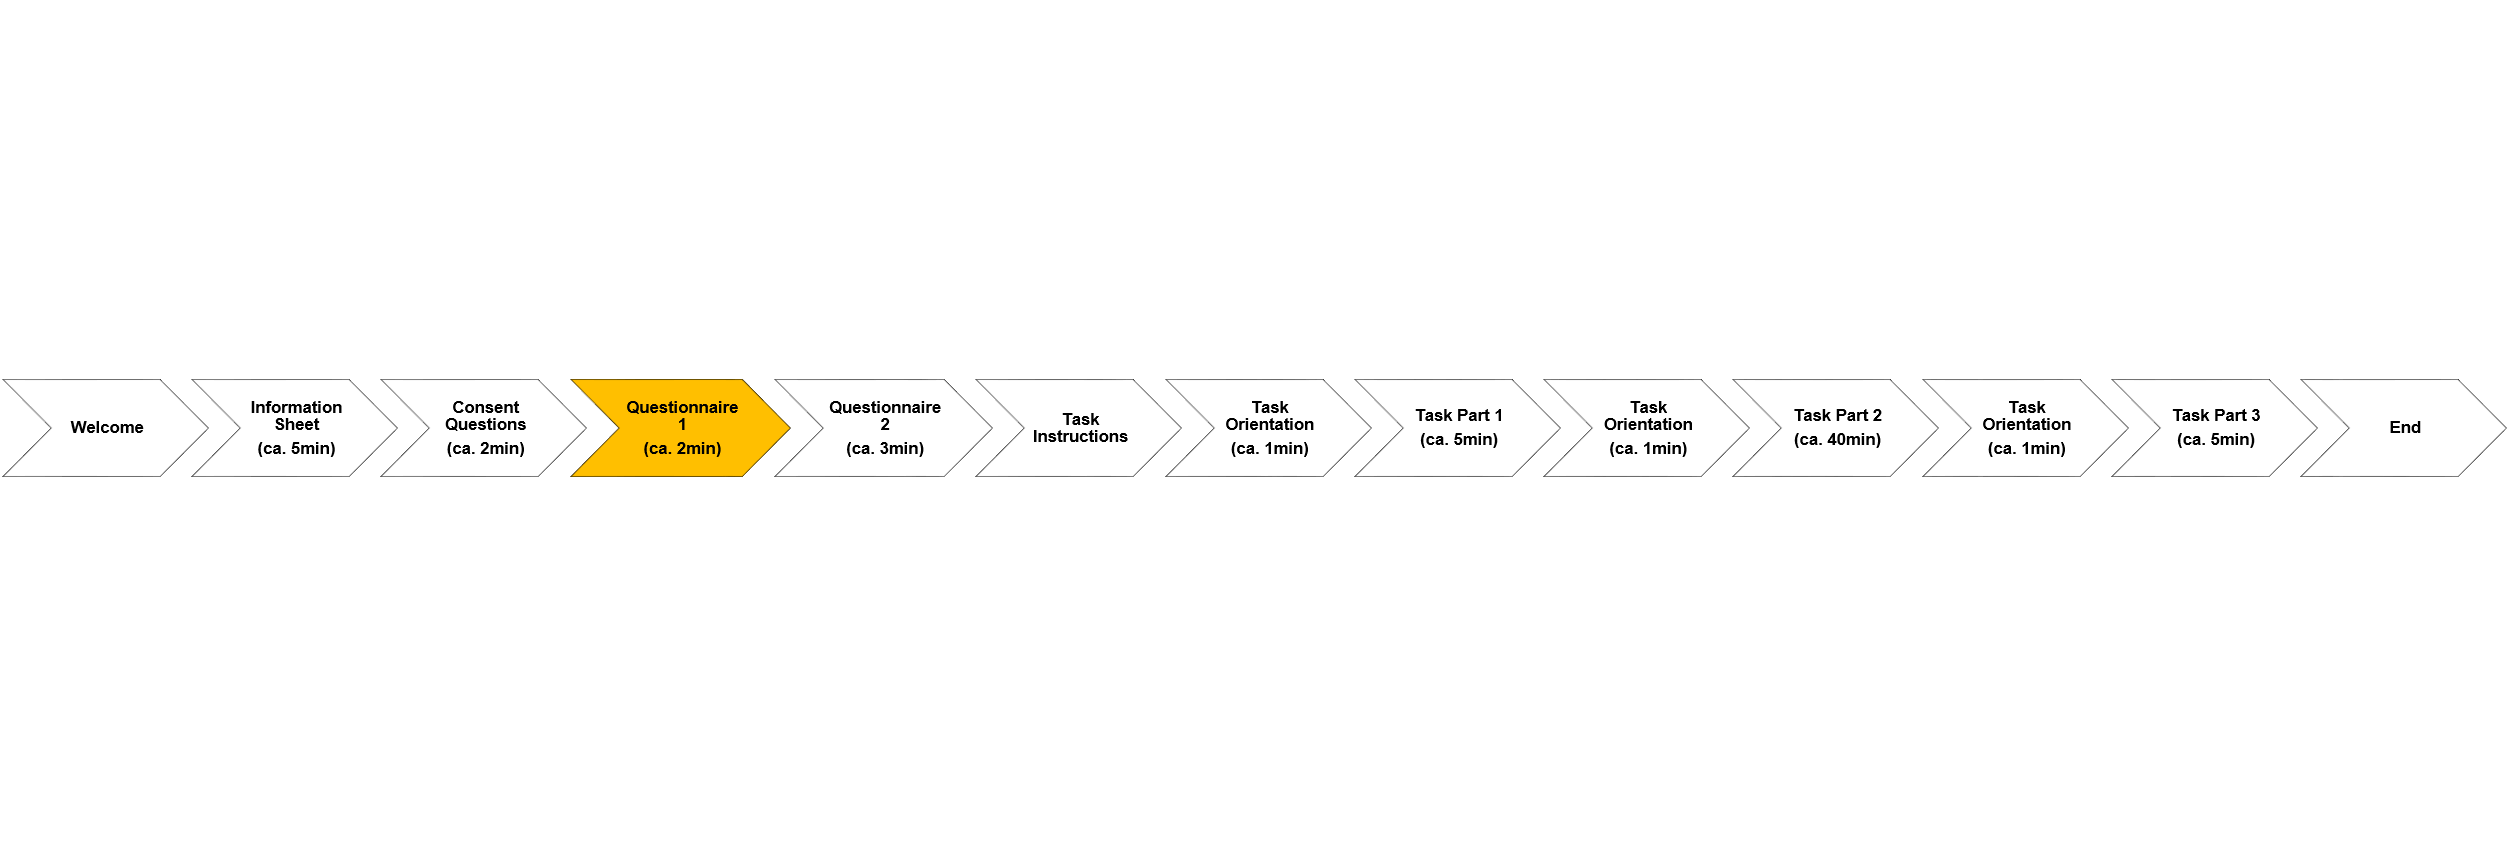 Welcome
Information
Sheet
(ca. 5min)
Consent
Questions
(ca. 2min)
Questionnaire
1
(ca. 2min)
Questionnaire
2
(ca. 3min)
Task
Instructions
Task
Orientation
(ca. 1min)
Task Part 1
(ca. 5min)
Task
Orientation
(ca. 1min)
Task Part 2
(ca. 40min)
Task
Orientation
(ca. 1min)
Task Part 3
(ca. 5min)
End